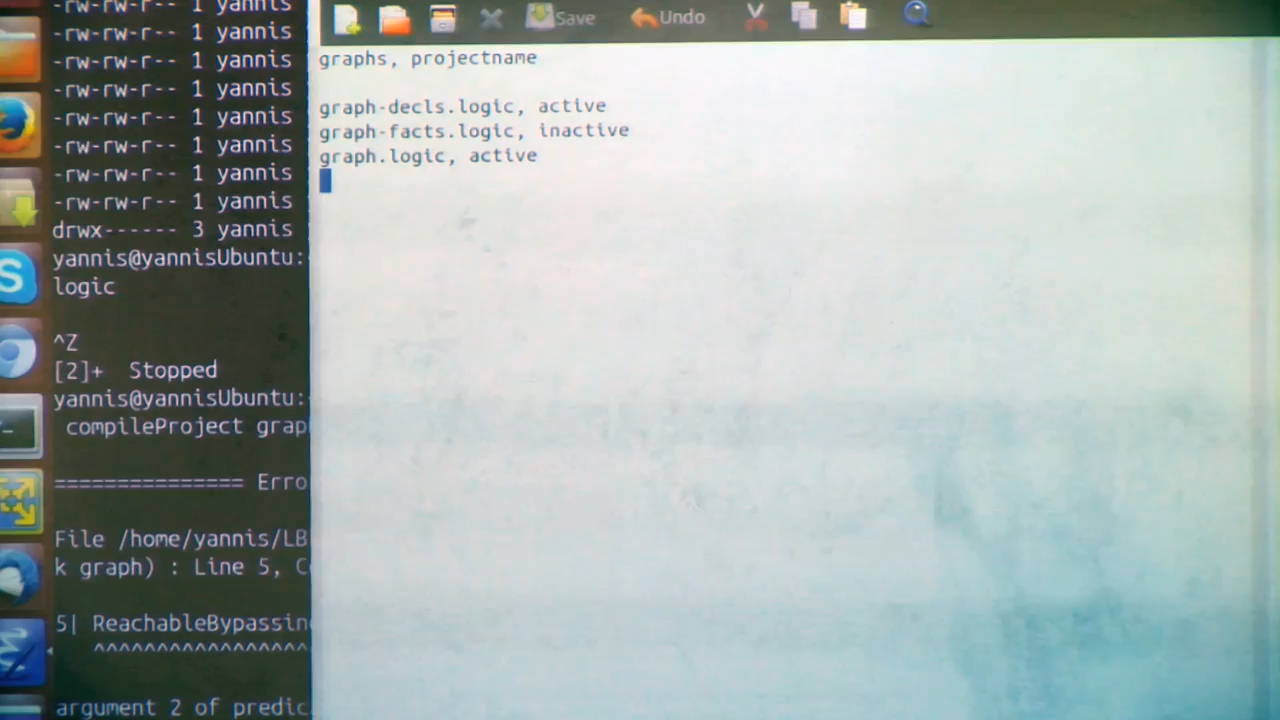 -rw-rw-r-- 1 yannis
-rw-rw-r-- 1 yannis
-rw-rw-r-- 1 yannis
-rw-rw-r-- 1 yannis
-rw-rw-r-- 1 yannis
-rw-rw-r-- 1 yannis
-rw-rw-r-- 1 yannis
-rw-rw-r-- 1 yannis
drwx------ 3 yannis
yannis@yannisUbuntu:
logic
^Z
[2]+ Stopped
yannis@yannisUbuntu:
compileProject grap
=============== Erro
File /home/yannis/LB
k graph) : Line 5, C
5| ReachableBypassin
^^^^^^^^^^^^^^^^^
argument 2 of predic
Save Undo
graphs, projectname
graph-decls.logic, active
graph-facts.logic, inactive
graph.logic, active